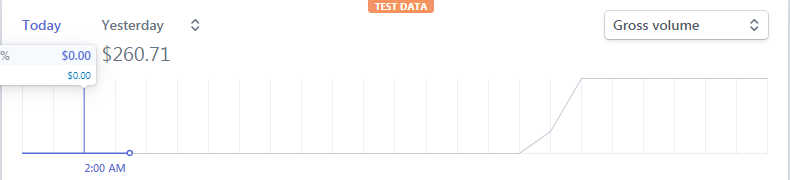 TEST DATA
Today
Yesterday
Gross volume
% $0.00
$260.71
$0.00
2:00 AM